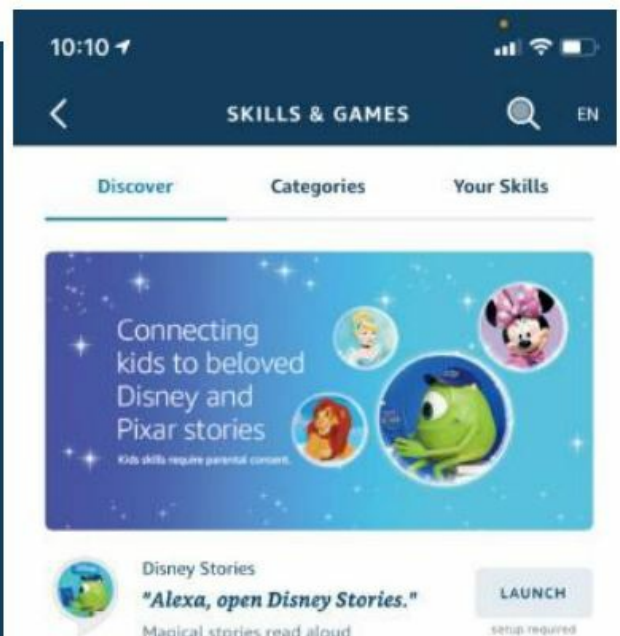 10:10
SKILLS & GAMES
EN
Discover
Categories
Your Skills
Connecting
kids to beloved
Disney and
Pixar stories
Kids skills require parental consent.
Disney Stories
"Alexa, open Disney Stories."
LAUNCH
Magical stories read aloud
setup required